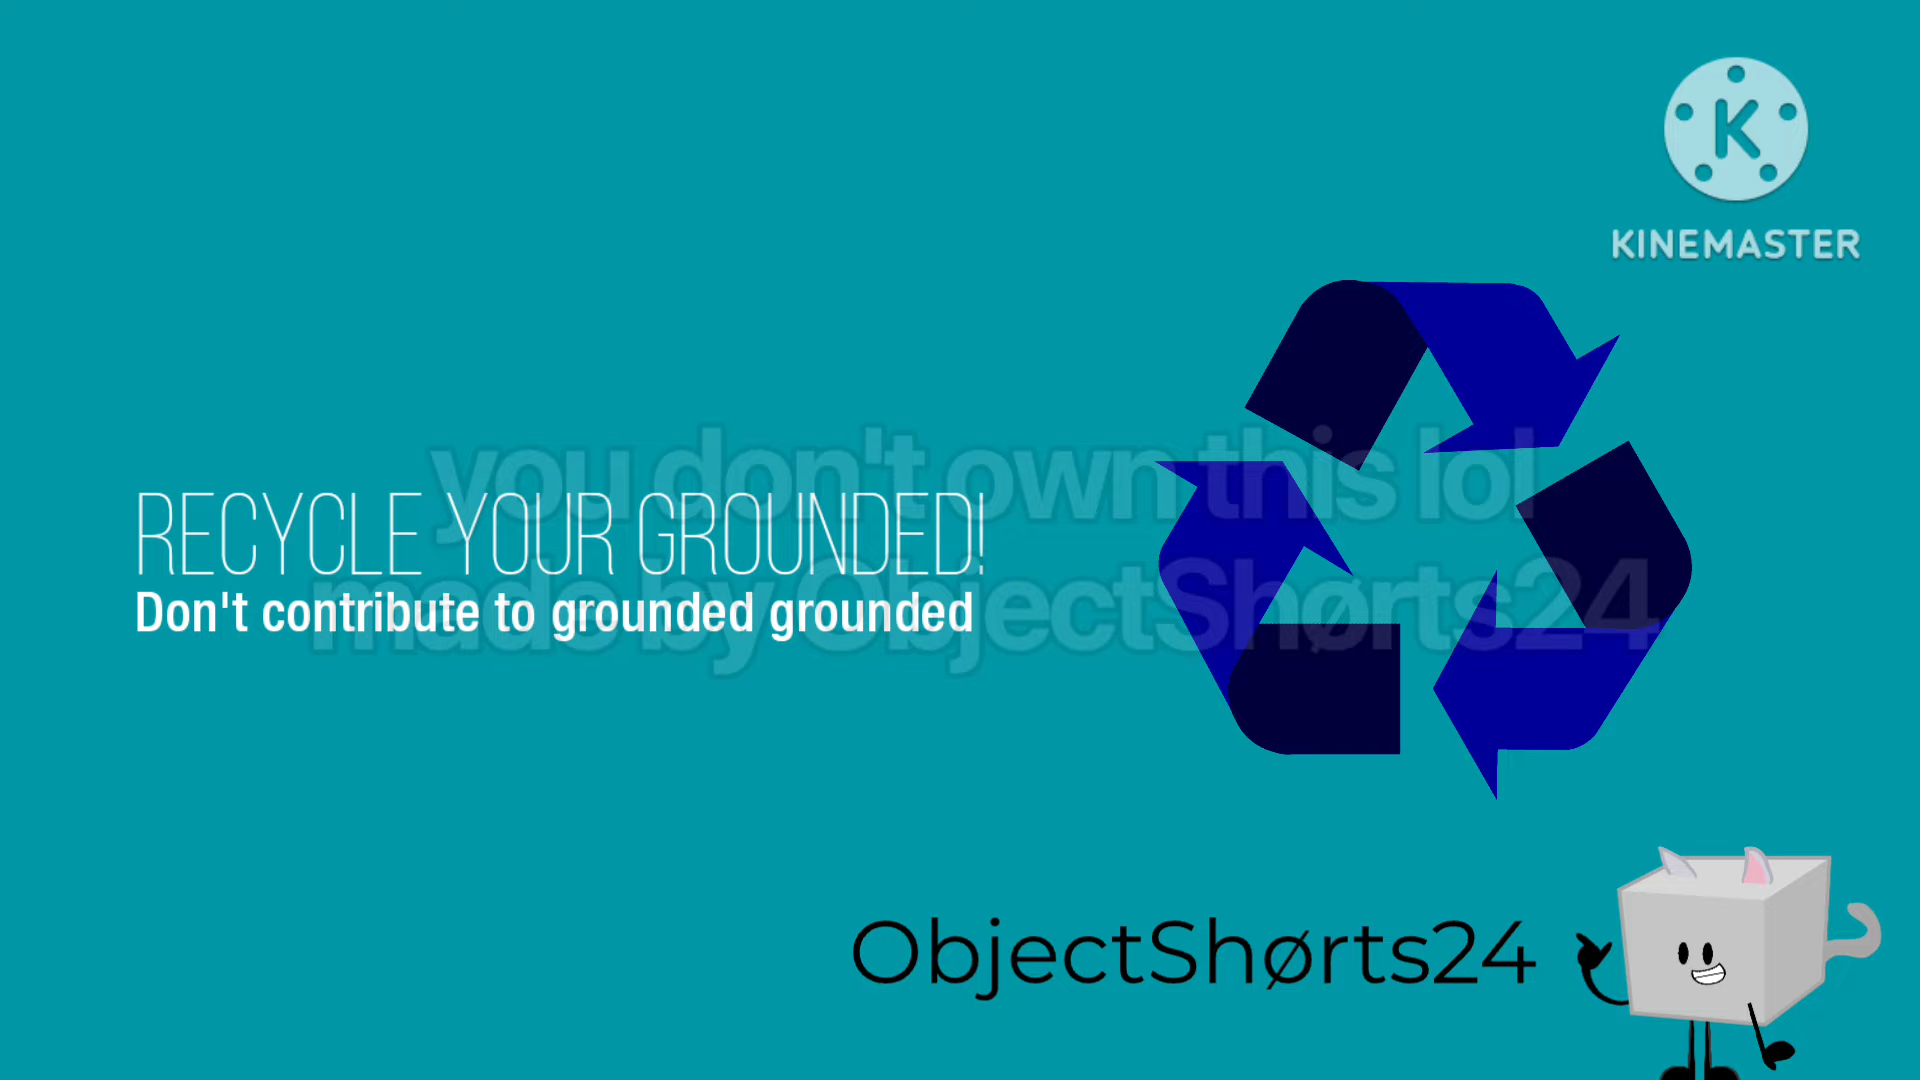 K
KINEMASTER
you don't own this lol
RECYCLE YOUR GROUNDED!
made by ObjectShørts24
Don't contribute to grounded grounded
ObjectShørts24